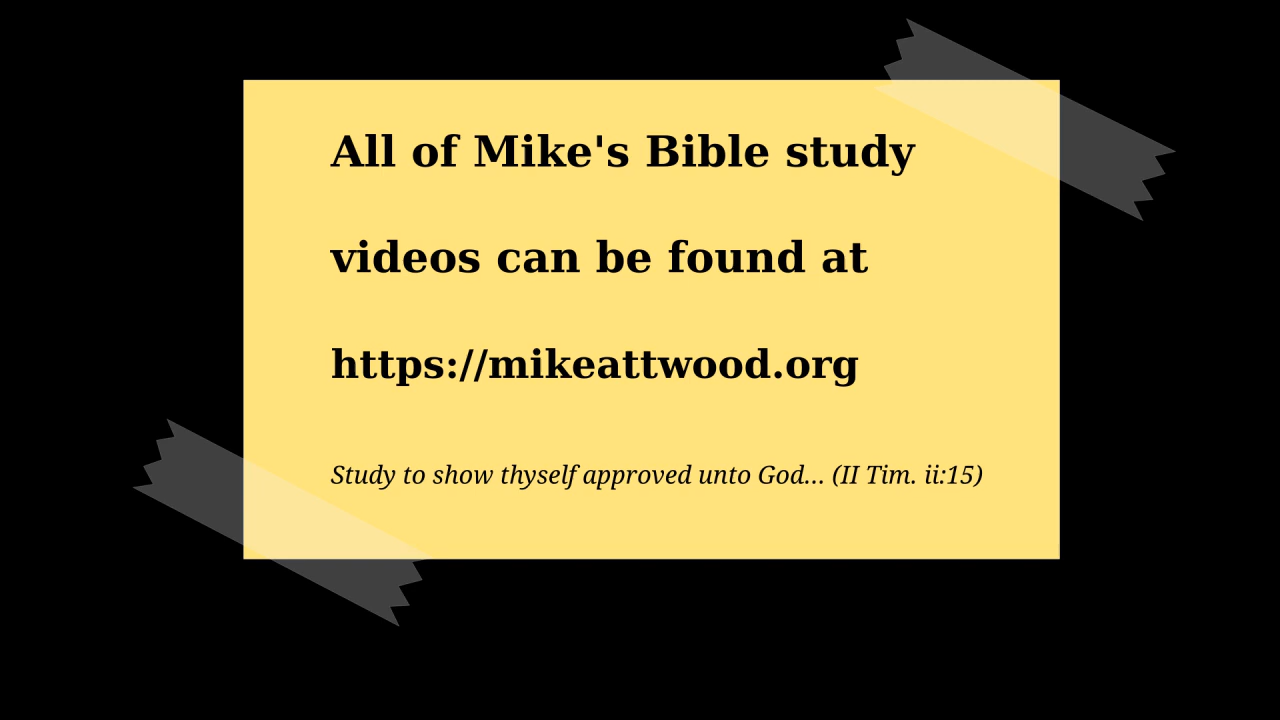 All of Mike's Bible study
videos can be found at
https://mikeattwood.org
Study to show thyself approved unto God... (II Tim. ii:15)